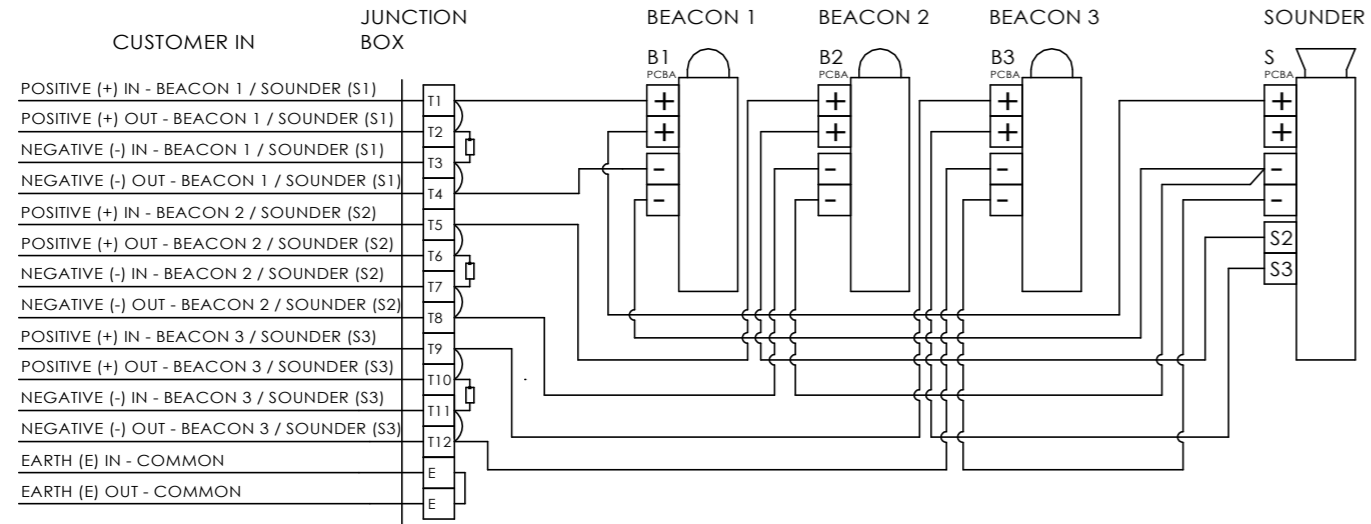 JUNCTION
BOX
BEACON 1
BEACON 2
BEACON 3
SOUNDER
CUSTOMER IN
B1
PCBA
B2
PCBA
B3
PCBA
S
PCBA
POSITIVE (+) IN - BEACON 1 / SOUNDER (S1)
T1
POSITIVE (+) OUT - BEACON 1 / SOUNDER (S1)
T2
NEGATIVE (-) IN - BEACON 1 / SOUNDER (S1)
T3
NEGATIVE (-) OUT - BEACON 1 / SOUNDER (S1)
T4
POSITIVE (+) IN - BEACON 2 / SOUNDER (S2)
T5
POSITIVE (+) OUT - BEACON 2 / SOUNDER (S2)
T6
NEGATIVE (-) IN - BEACON 2 / SOUNDER (S2)
T7
NEGATIVE (-) OUT - BEACON 2 / SOUNDER (S2)
T8
POSITIVE (+) IN - BEACON 3 / SOUNDER (S3)
T9
POSITIVE (+) OUT - BEACON 3 / SOUNDER (S3)
T10
NEGATIVE (-) IN - BEACON 3 / SOUNDER (S3)
T11
NEGATIVE (-) OUT - BEACON 3 / SOUNDER (S3)
T12
EARTH (E) IN - COMMON
E
EARTH (E) OUT - COMMON
E
+
+
-
-
+
+
-
-
+
+
-
-
+
+
-
-
S2
S3